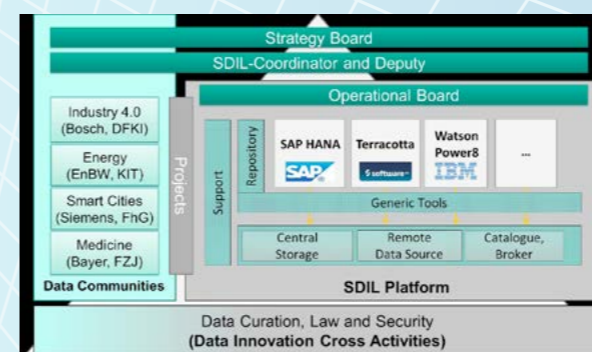 Strategy Board
SDIL-Coordinator and Deputy
Operational Board
Industry 4.0
(Bosch, DFKI)
Energy
(EnBW, KIT)
Smart Cities
(Siemens, FhG)
Medicine
(Bayer, FZJ)
Data Communities
Projects
Support
Repository
SAP HANA
SAP
Terracotta
software
Watson
Power8
IBM
...
Generic Tools
Central
Storage
Remote
Data Source
Catalogue,
Broker
SDIL Platform
Data Curation, Law and Security
(Data Innovation Cross Activities)